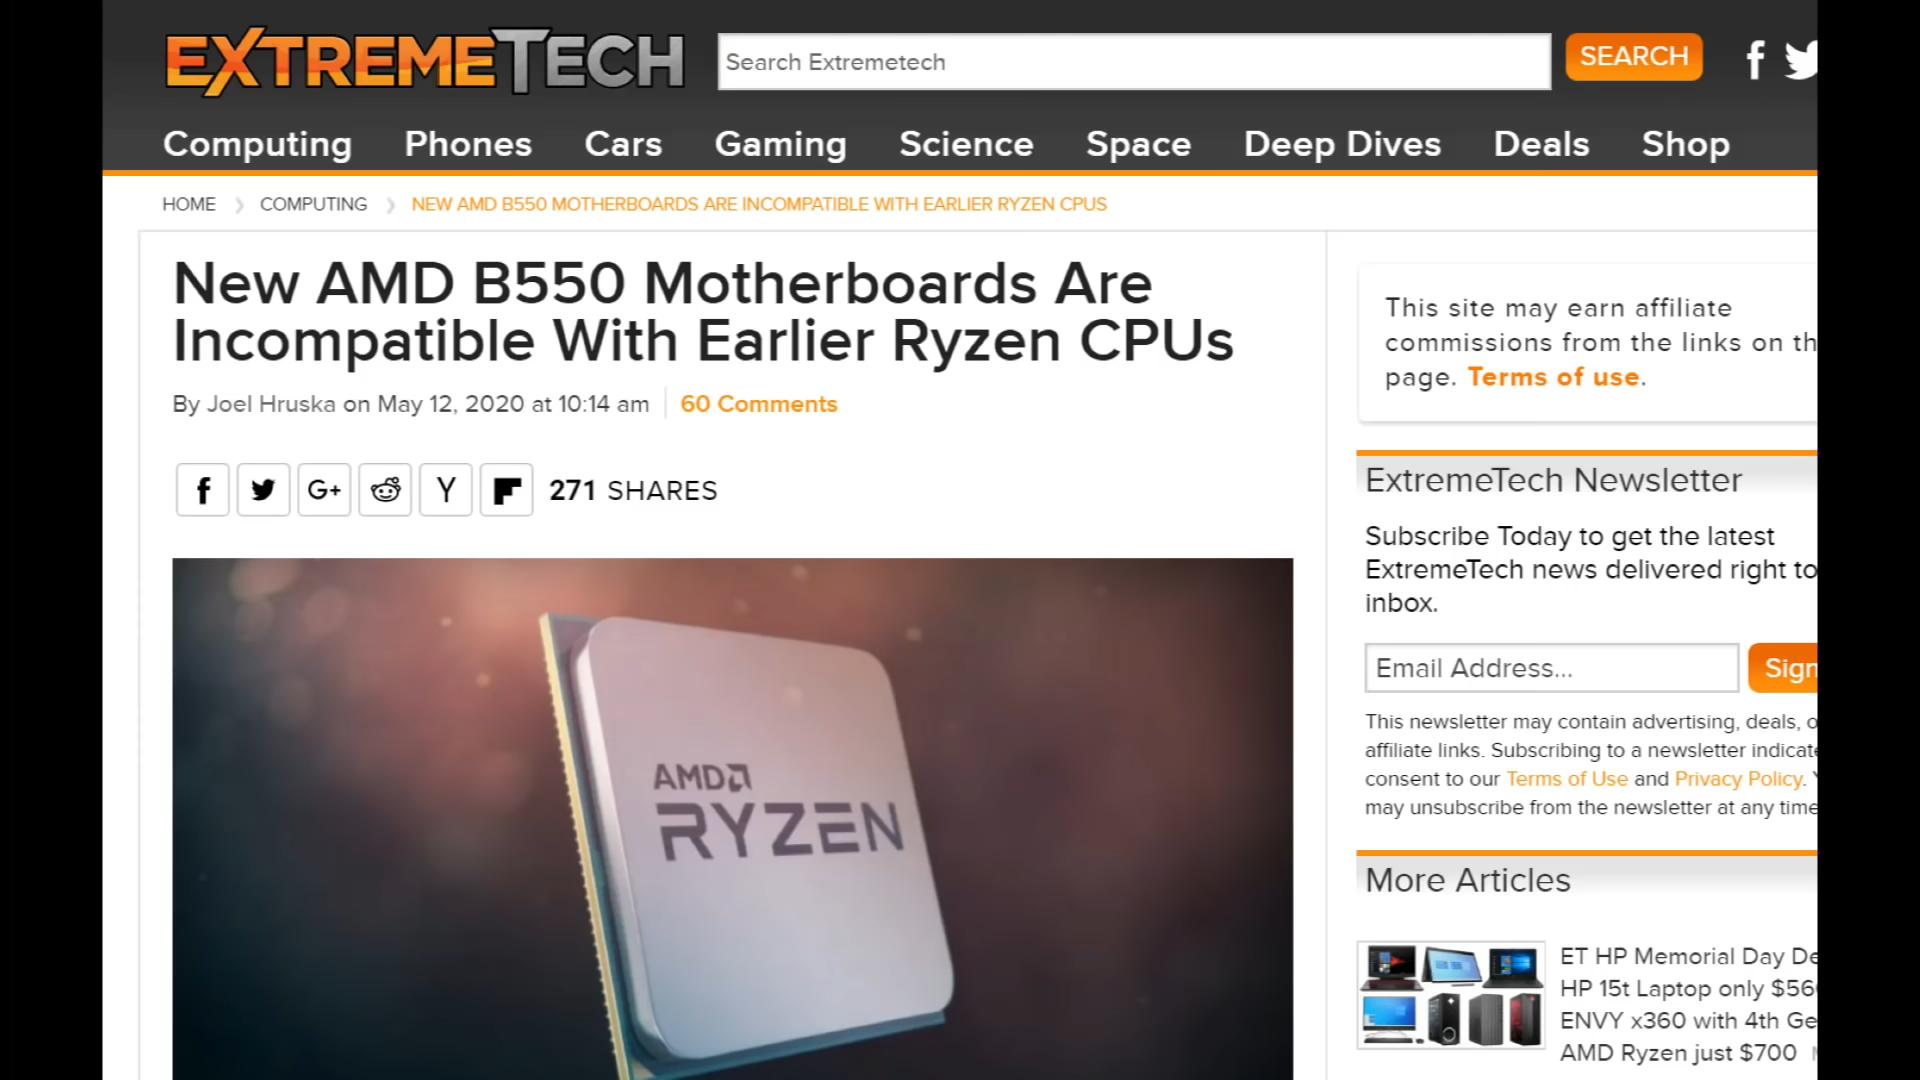 EXTREMETECH
Search Extremetech
SEARCH
Computing Phones Cars Gaming Science Space Deep Dives Deals Shop
HOME COMPUTING NEW AMD B550 MOTHERBOARDS ARE INCOMPATIBLE WITH EARLIER RYZEN CPUS
New AMD B550 Motherboards Are
Incompatible With Earlier Ryzen CPUs
By Joel Hruska on May 12, 2020 at 10:14 am
60 Comments
G+
Y
271 SHARES
AMD
RYZEN
This site may earn affiliate
commissions from the links on th
page. Terms of use.
ExtremeTech Newsletter
Subscribe Today to get the latest
ExtremeTech news delivered right to
inbox.
Email Address...
Sign
This newsletter may contain advertising, deals, o
affiliate links. Subscribing to a newsletter indicate
consent to our Terms of Use and Privacy Policy.
may unsubscribe from the newsletter at any time
More Articles
ET HP Memorial Day De
HP 15t Laptop only $56
ENVY x360 with 4th Ge
AMD Ryzen just $700